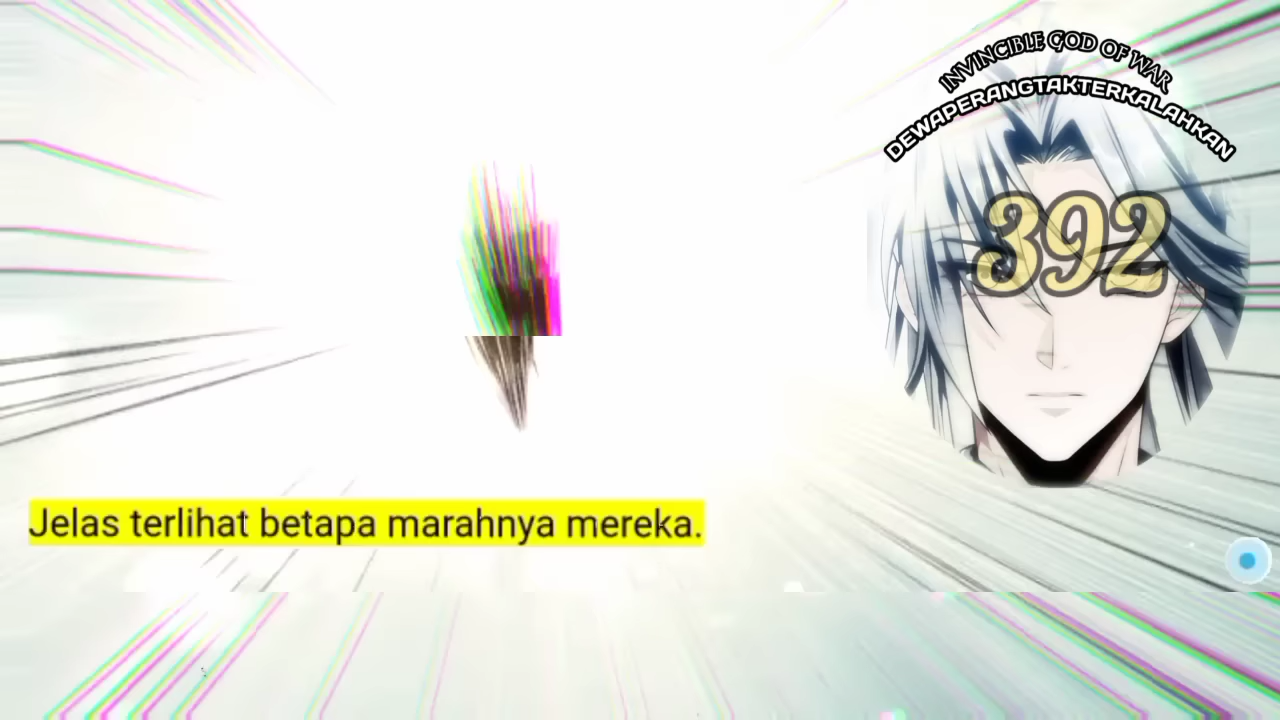 INVINCIBLE GOD OF WAR
DEWAPERANGTAKTERKALAHKAN
392
Jelas terlihat betapa marahnya mereka.